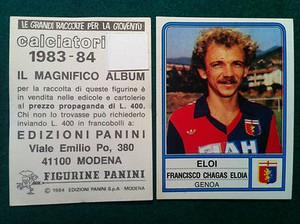 LE GRANDI RACCOLTE PER LA GIOVENTÙ
calciatori
1983-84
IL MAGNIFICO ALBUM
per la raccolta di queste figurine è
in vendita nelle edicole e cartolerie
al prezzo propaganda di L. 400.
Chi non lo trovasse può richiederlo
inviando L. 400 in francobolli a
EDIZIONI PANINI
Viale Emilio Po, 380
41100 MODENA
FIGURINE PANINI
© 1984 EDIZIONI PANINI S.p.A - MODENA
ELOI
FRANCISCO CHAGAS ELOIA
GENOA